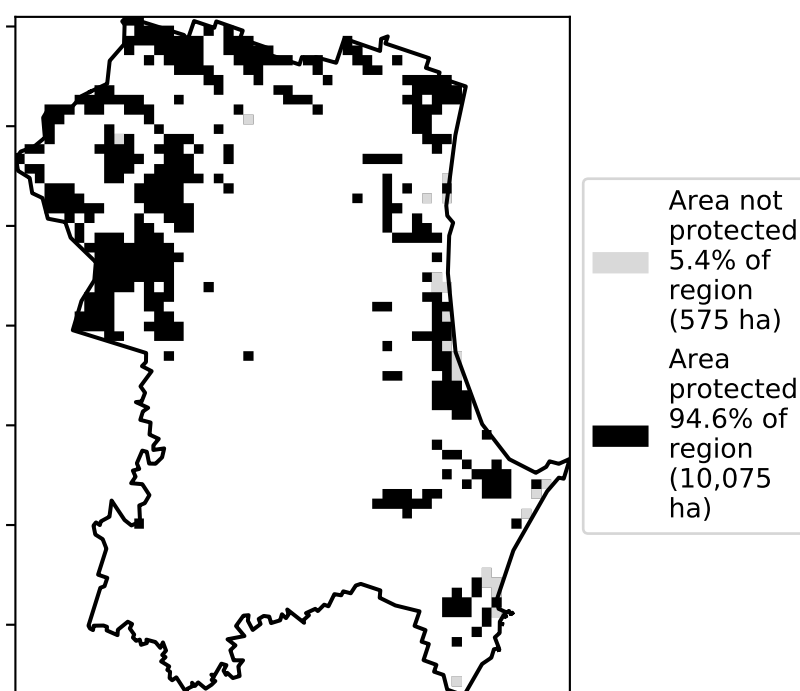 Area not
protected
5.4% of
region
(575 ha)
Area
protected
94.6% of
region
(10,075
ha)